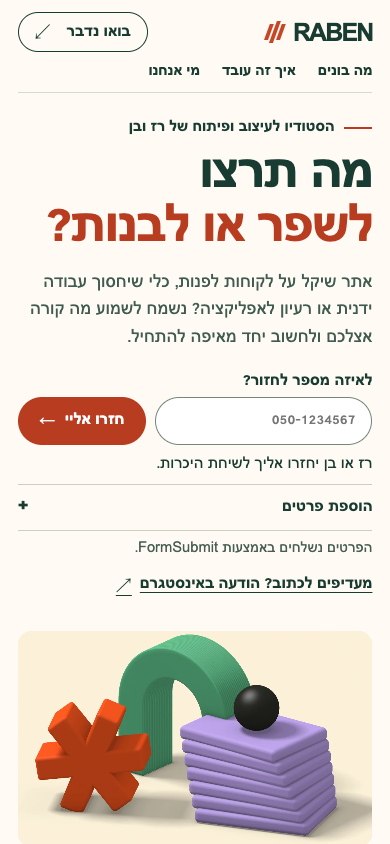 RABEN
בואו נדבר
מה בונים
איך זה עובד
מי אנחנו
הסטודיו לעיצוב ופיתוח של רז ובן
מה תרצו
לשפר או לבנות?
אתר שיקל על לקוחות לפנות, כלי שיחסוך עבודה
ידנית או רעיון לאפליקציה? נשמח לשמוע מה קורה
אצלכם ולחשוב יחד מאיפה להתחיל.
לאיזה מספר לחזור?
050-1234567
חזרו אליי ←
רז או בן יחזרו אליך לשיחת היכרות.
הוספת פרטים +
הפרטים נשלחים באמצעות FormSubmit.
מעדיפים לכתוב? הודעה באינסטגרם